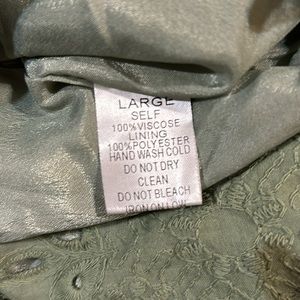 LARGE
SELF
100%VISCOSE
LINING
100%POLYESTER
HAND WASH COLD
DO NOT DRY
CLEAN
DO NOT BLEACH
IRON ON LOW